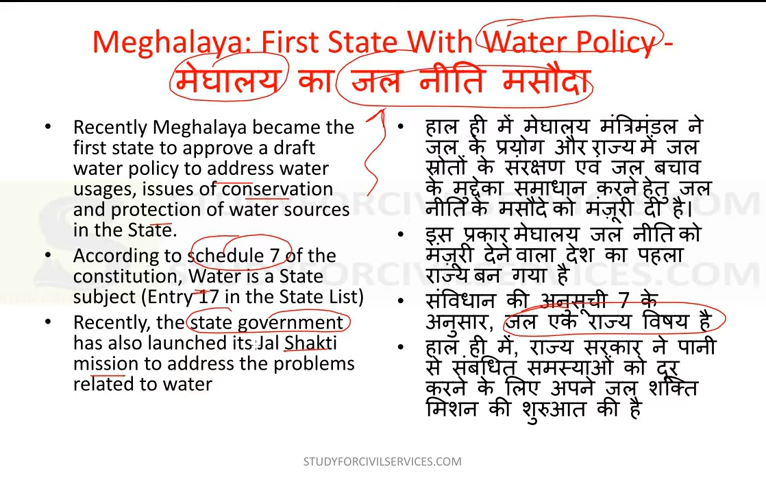 Meghalaya: First State With Water Policy -
मेघालय का जल नीति मसौदा
• Recently Meghalaya became the
first state to approve a draft
water policy to address water
usages, issues of conservation
and protection of water sources
in the State.
• According to schedule 7 of the
constitution, Water is a State
subject (Entry 17 in the State List)
• Recently, the state government
has also launched its Jal Shakti
mission to address the problems
related to water
• हाल ही में मेघालय मंत्रिमंडल ने
जल के प्रयोग और राज्य में जल
स्रोतों के संरक्षण एवं जल बचाव
के मुद्देका समाधान करने हेतु जल
नीति के मसौदे को मंज़ूरी दी है।
• इस प्रकार मेघालय जल नीति को
मंज़ूरी देने वाला देश का पहला
राज्य बन गया है
• संविधान की अनुसूची 7 के
अनुसार, जल एक राज्य विषय है
• हाल ही में, राज्य सरकार ने पानी
से संबंधित समस्याओं को दूर
करने के लिए अपने जल शक्ति
मिशन की शुरुआत की है
STUDYFORCIVILSERVICES.COM